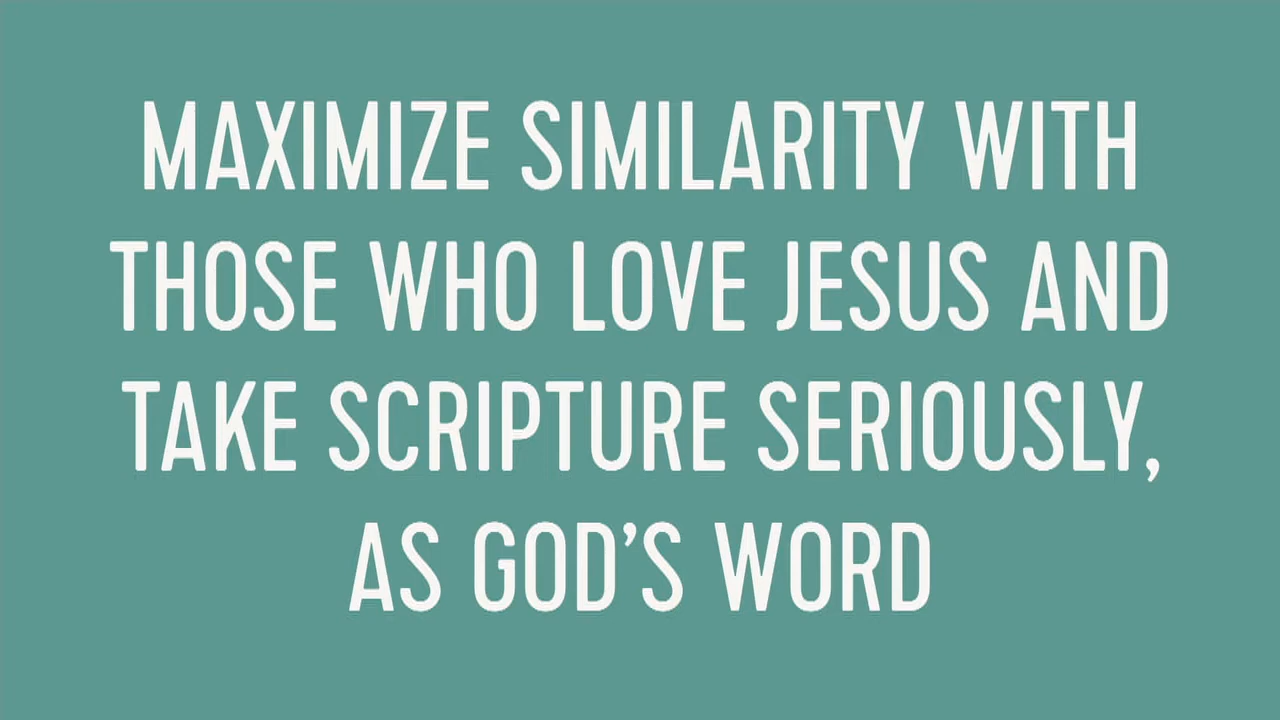 MAXIMIZE SIMILARITY WITH
THOSE WHO LOVE JESUS AND
TAKE SCRIPTURE SERIOUSLY,
AS GOD’S WORD